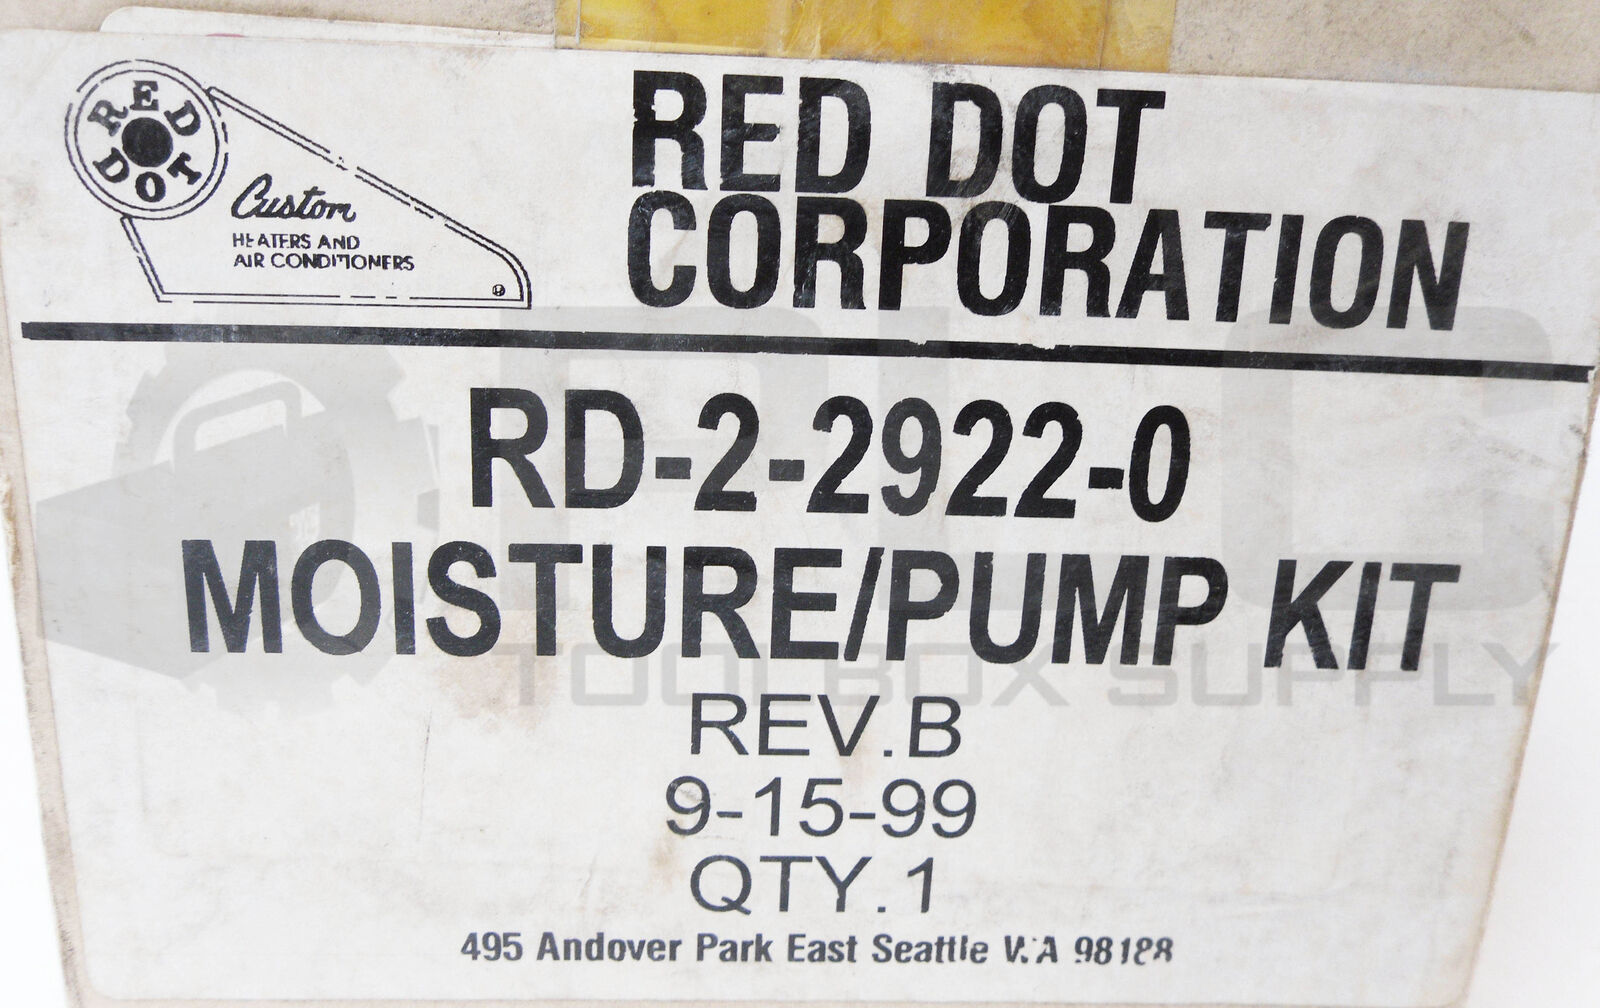 RED DOT
Custom
HEATERS AND
AIR CONDITIONERS
RED DOT
CORPORATION
RD-2-2922-0
MOISTURE/PUMP KIT
REV.B
9-15-99
QTY.1
495 Andover Park East Seattle WA 98188
PLC
TOOL BOX SUPPLY